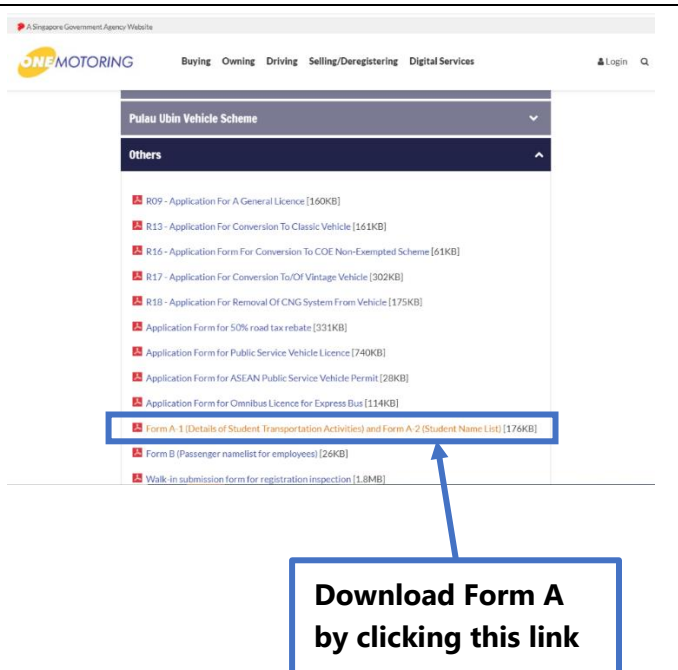 A Singapore Government Agency Website
ONE MOTORING
Buying Owning Driving Selling/Deregistering Digital Services Login
Pulau Ubin Vehicle Scheme
Others
R09 - Application For A General Licence [160KB]
R13 - Application For Conversion To Classic Vehicle [161KB]
R16 - Application Form For Conversion To COE Non-Exempted Scheme [61KB]
R17 - Application For Conversion To/Of Vintage Vehicle [302KB]
R18 - Application For Removal Of CNG System From Vehicle [175KB]
Application Form for 50% road tax rebate [331KB]
Application Form for Public Service Vehicle Licence [740KB]
Application Form for ASEAN Public Service Vehicle Permit [28KB]
Application Form for Omnibus Licence for Express Bus [114KB]
Form A-1 (Details of Student Transportation Activities) and Form A-2 (Student Name List) [176KB]
Form B (Passenger namelist for employees) [26KB]
Walk-in submission form for registration inspection [1.8MB]
Download Form A
by clicking this link